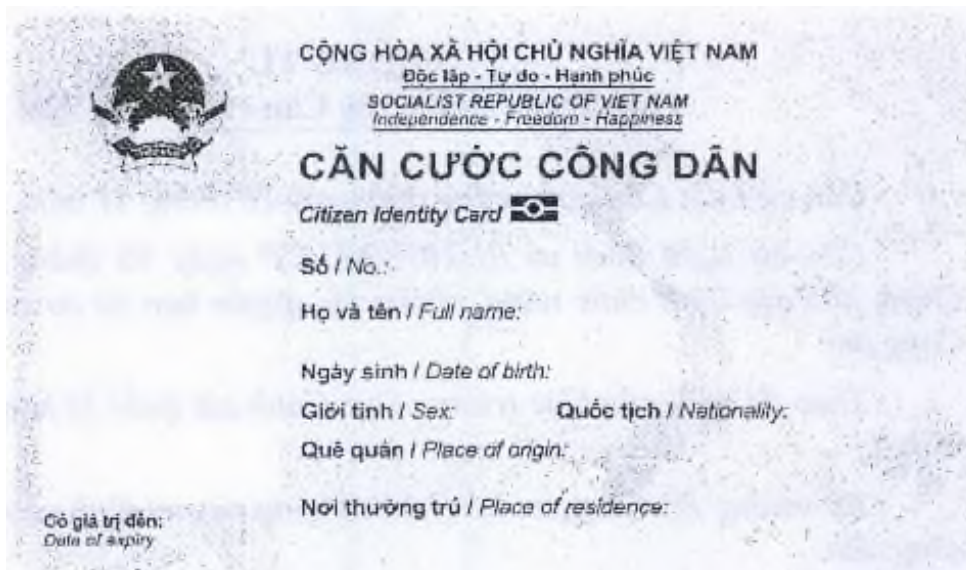 CỘNG HÒA XÃ HỘI CHỦ NGHĨA VIỆT NAM
Độc lập - Tự do - Hạnh phúc
SOCIALIST REPUBLIC OF VIET NAM
Independence - Freedom - Happiness
CĂN CƯỚC CÔNG DÂN
Citizen Identity Card
Số / No.:
Họ và tên / Full name:
Ngày sinh / Date of birth:
Giới tính / Sex: Quốc tịch / Nationality:
Quê quán / Place of origin:
Nơi thường trú / Place of residence:
Có giá trị đến:
Date of expiry